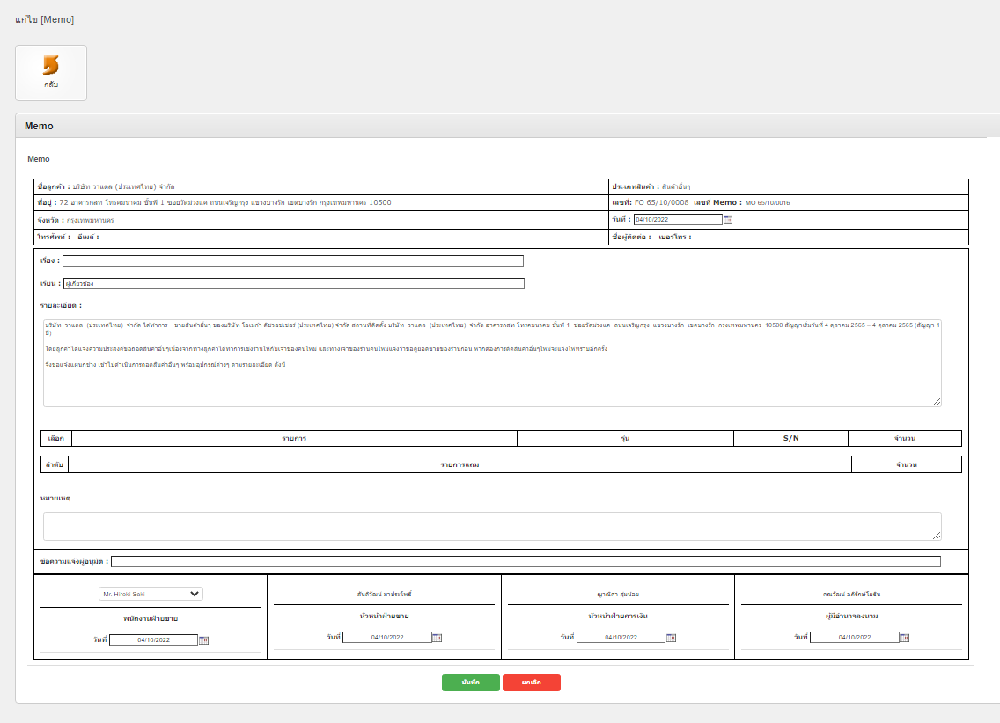 แก้ไข [Memo]
กลับ
Memo
Memo
ชื่อลูกค้า : บริษัท วาแตล (ประเทศไทย) จำกัด
ประเภทสินค้า : สินค้าอื่นๆ
ที่อยู่ : 72 อาคารกสท โทรคมนาคม ชั้นที่ 1 ซอยวัดม่วงแค ถนนเจริญกรุง แขวงบางรัก เขตบางรัก กรุงเทพมหานคร 10500
เลขที่: FO 65/10/0008 เลขที่ Memo : MO 65/10/0016
จังหวัด : กรุงเทพมหานคร
วันที่ : 04/10/2022
โทรศัพท์ : อีเมล์ :
ชื่อผู้ติดต่อ : เบอร์โทร :
เรื่อง :
เรียน : ผู้เกี่ยวข้อง
รายละเอียด :
บริษัท วาแตล (ประเทศไทย) จำกัด ได้ทำการ ขายสินค้าอื่นๆ ของบริษัท โอเมก้า ดิชวอชเชอร์ (ประเทศไทย) จำกัด สถานที่ติดตั้ง บริษัท วาแตล (ประเทศไทย) จำกัด อาคารกสท โทรคมนาคม ชั้นที่ 1 ซอยวัดม่วงแค ถนนเจริญกรุง แขวงบางรัก เขตบางรัก กรุงเทพมหานคร 10500 สัญญาเริ่มวันที่ 4 ตุลาคม 2565 – 4 ตุลาคม 2565 (สัญญา 1
ปี)
โดยลูกค้าได้แจ้งความประสงค์ขอถอดสินค้าอื่นๆเนื่องจากทางลูกค้าได้ทำการเซ้งร้านให้กับเจ้าของคนใหม่ และทางเจ้าของร้านคนใหม่แจ้งว่าขอดูยอดขายของร้านก่อน หากต้องการติดสินค้าอื่นๆใหม่จะแจ้งให้ทราบอีกครั้ง
จึงขอแจ้งแผนกช่าง เข้าไปดำเนินการถอดสินค้าอื่นๆ พร้อมอุปกรณ์ต่างๆ ตามรายละเอียด ดังนี้
เลือก รายการ รุ่น S/N จำนวน
ลำดับ รายการแถม จำนวน
หมายเหตุ
ข้อความแจ้งผู้อนุมัติ :
Mr. Hiroki Seki
สันติวัฒน์ มาประโพธิ์
ญาณิศา สุ่มน้อย
พนักงานฝ่ายขาย
หัวหน้าฝ่ายขาย
หัวหน้าฝ่ายการเงิน
ผู้มีอำนาจลงนาม
วันที่ 04/10/2022
วันที่ 04/10/2022
วันที่ 04/10/2022
วันที่ 04/10/2022
บันทึก
ยกเลิก